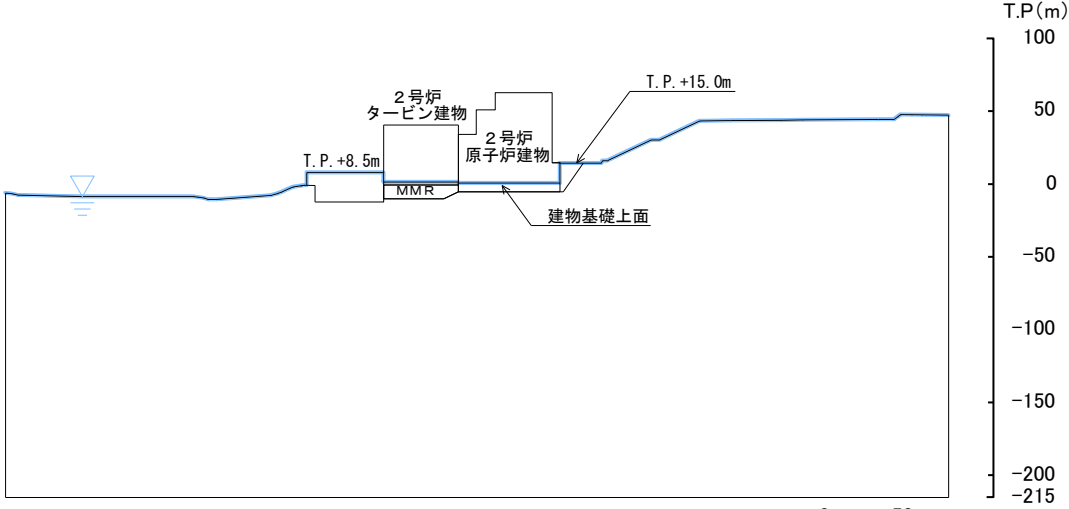 T.P(m)
100
50
0
-50
-100
-150
-200
-215
T.P.+15.0m
2号炉
タービン建物
2号炉
原子炉建物
T.P.+8.5m
MMR
建物基礎上面